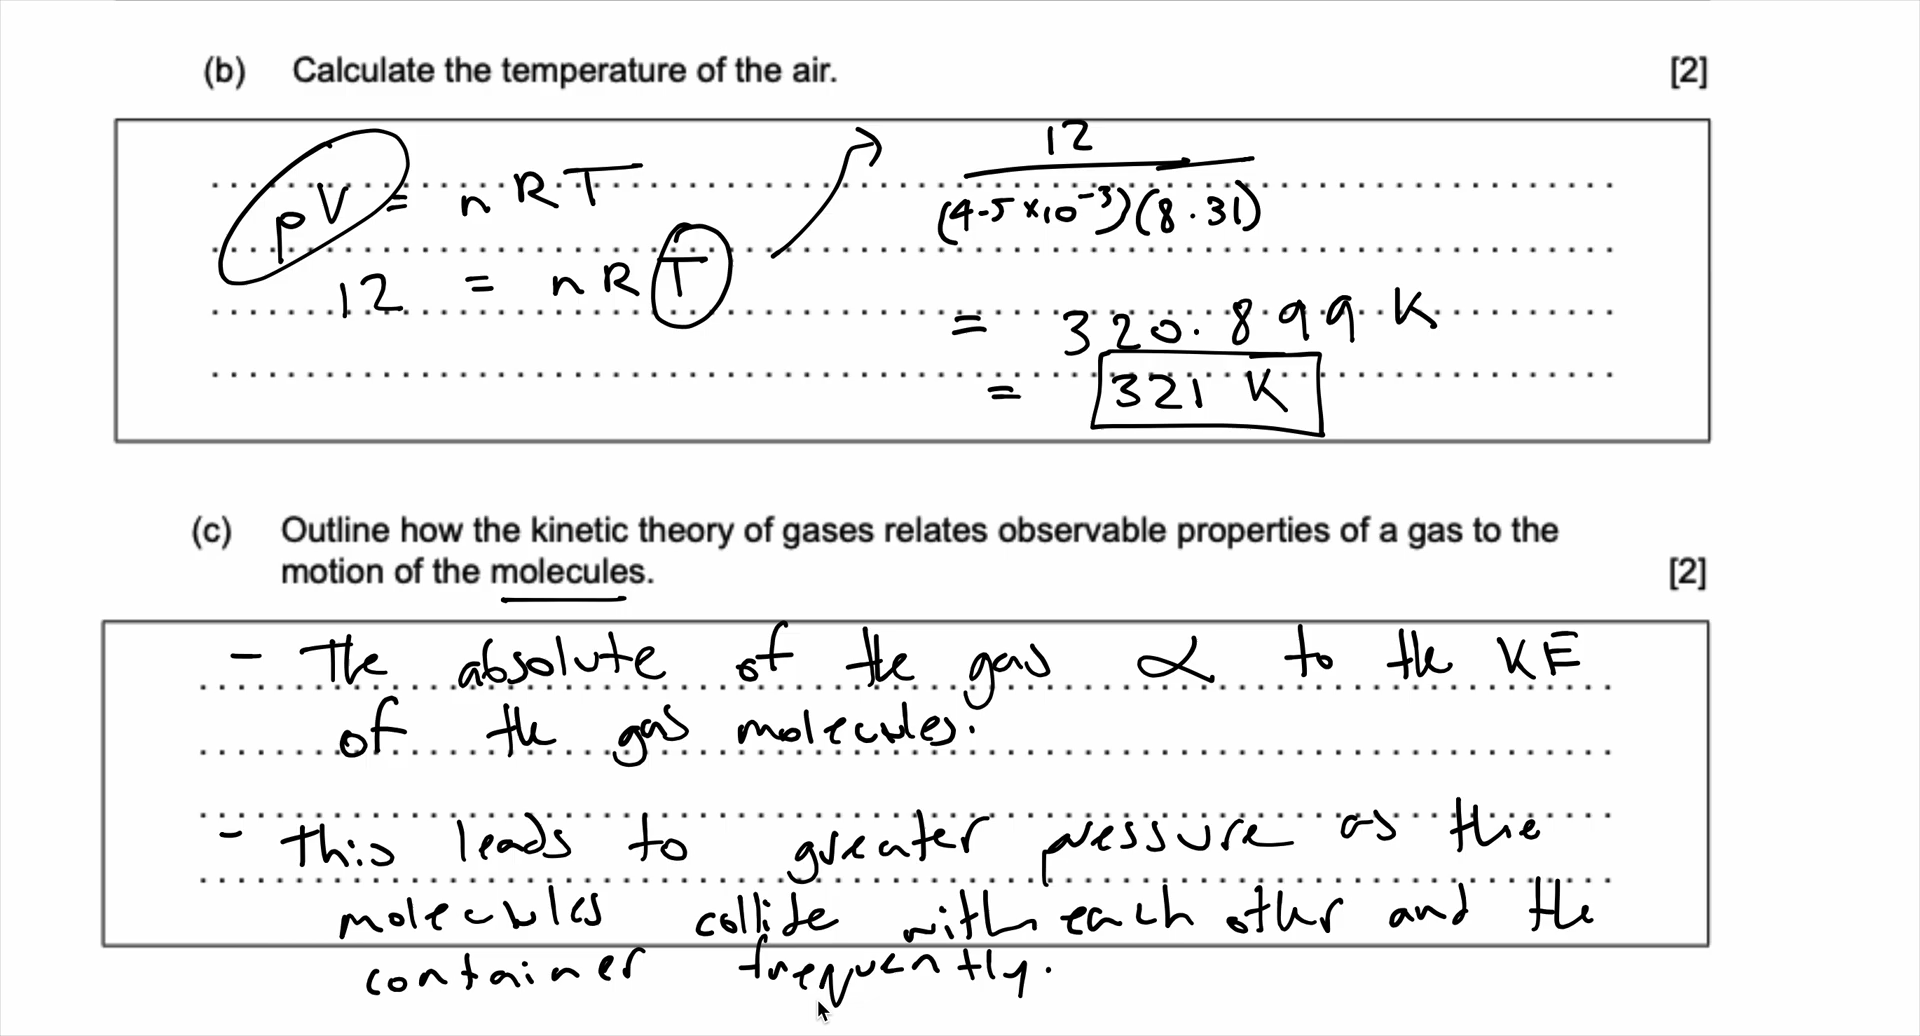 (b) Calculate the temperature of the air. [2]
pV = nRT
12 = nRT
12
(4.5×10⁻³)(8.31)
= 320.899 K
= 321 K
(c) Outline how the kinetic theory of gases relates observable properties of a gas to the
motion of the molecules. [2]
- The absolute of the gas ∝ to the KE
of the gas molecules.
- This leads to greater pressure as the
molecules collide with each other and the
container frequently.